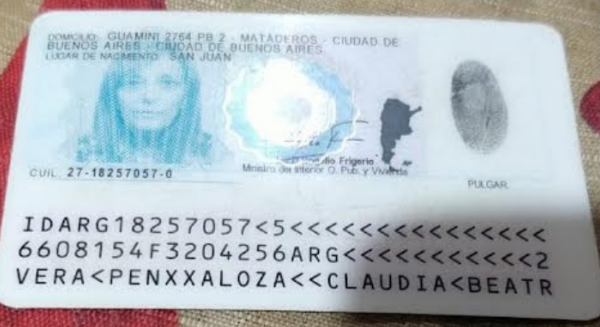 DOMICILIO: GUAMINI 2764 PB 2 - MATADEROS - CIUDAD DE
BUENOS AIRES - CIUDAD DE BUENOS AIRES
LUGAR DE NACIMIENTO: SAN JUAN
Frigerio
Ministro del Interior O. Pub. y Vivienda
CUIL: 27-18257057-0
PULGAR
IDARG18257057<5<<<<<<<<<<<<<<<
6608154F3204256ARG<<<<<<<<<<<2
VERA<PENXXALOZA<<CLAUDIA<BEATR